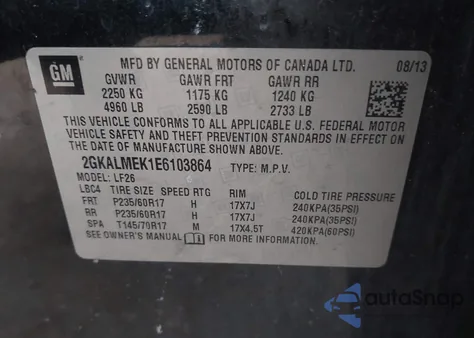 GM
MFD BY GENERAL MOTORS OF CANADA LTD. 08/13
GVWR GAWR FRT GAWR RR
2250 KG 1175 KG 1240 KG
4960 LB 2590 LB 2733 LB
THIS VEHICLE CONFORMS TO ALL APPLICABLE U.S. FEDERAL MOTOR
VEHICLE SAFETY, BUMPER, AND THEFT PREVENTION STANDARDS IN EFFECT ON
THE DATE OF MANUFACTURE SHOWN ABOVE.
2GKALMEK1E6103864 TYPE: M.P.V.
MODEL: LF26
LBC4 TIRE SIZE SPEED RTG RIM COLD TIRE PRESSURE
FRT P235/60R17 H 17X7J 240KPA(35PSI)
RR P235/60R17 H 17X7J 240KPA(35PSI)
SPA T145/70R17 M 17X4.5T 420KPA(60PSI)
SEE OWNER'S MANUAL FOR MORE INFORMATION
autoSnap